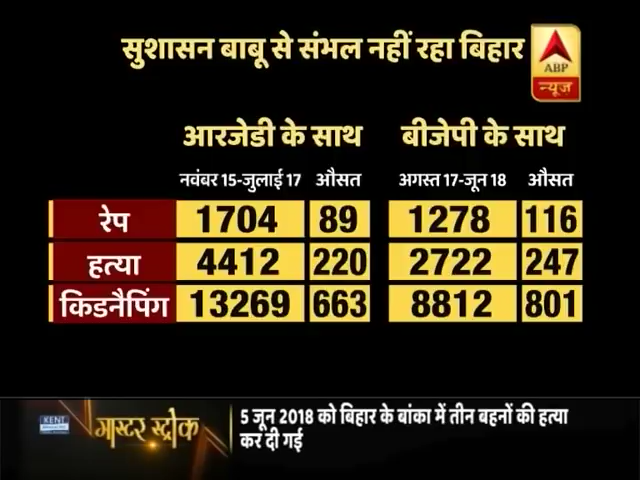 सुशासन बाबू से संभल नहीं रहा बिहार
ABP
न्यूज़
आरजेडी के साथ बीजेपी के साथ
नवंबर 15-जुलाई 17 औसत अगस्त 17-जून 18 औसत
रेप 1704 89 1278 116
हत्या 4412 220 2722 247
किडनैपिंग 13269 663 8812 801
KENT
मास्टर स्ट्रोक
5 जून 2018 को बिहार के बांका में तीन बहनों की हत्या
कर दी गई